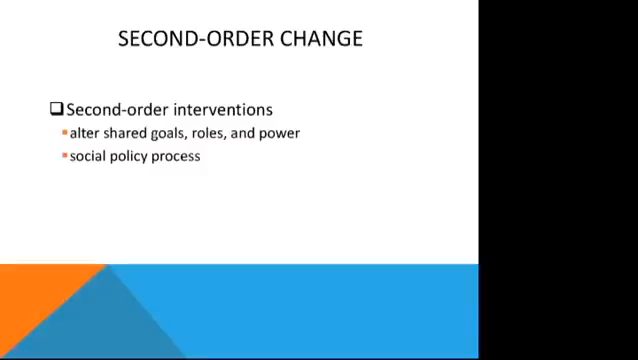 SECOND-ORDER CHANGE
Second-order interventions
alter shared goals, roles, and power
social policy process